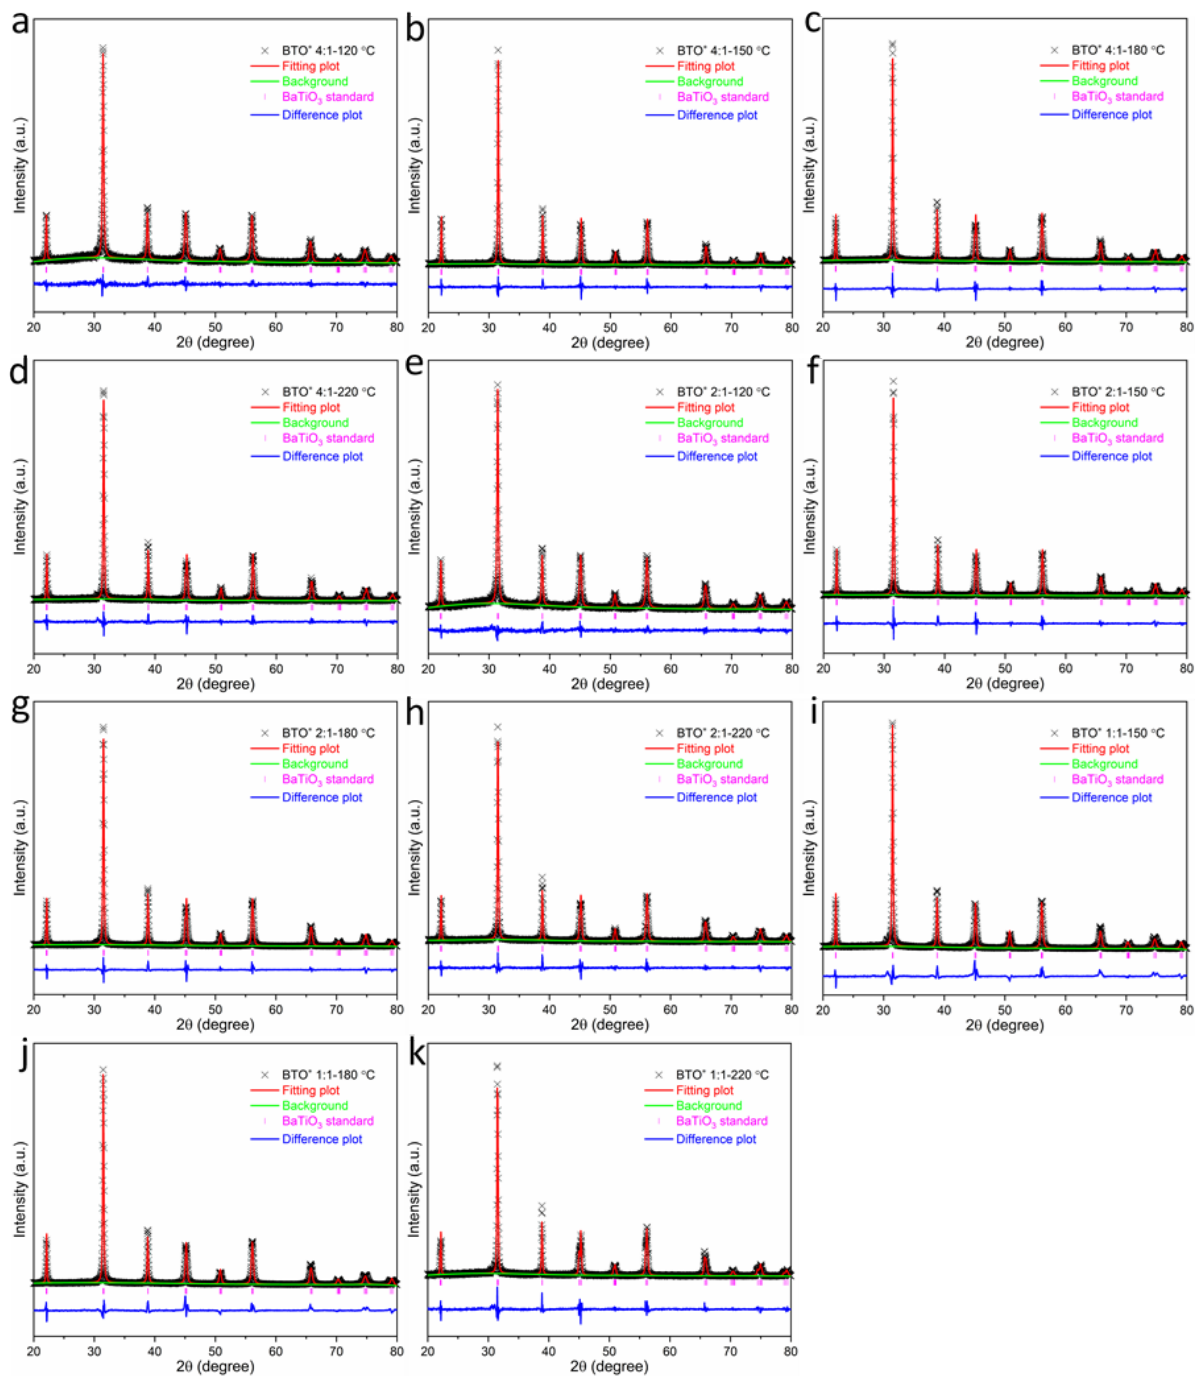 a
BTO* 4:1-120 °C
Fitting plot
Background
BaTiO₃ standard
Difference plot
Intensity (a.u.)
20 30 40 50 60 70 80
2θ (degree)
b
BTO* 4:1-150 °C
Fitting plot
Background
BaTiO₃ standard
Difference plot
Intensity (a.u.)
20 30 40 50 60 70 80
2θ (degree)
c
BTO* 4:1-180 °C
Fitting plot
Background
BaTiO₃ standard
Difference plot
Intensity (a.u.)
20 30 40 50 60 70 80
2θ (degree)
d
BTO* 4:1-220 °C
Fitting plot
Background
BaTiO₃ standard
Difference plot
Intensity (a.u.)
20 30 40 50 60 70 80
2θ (degree)
e
BTO* 2:1-120 °C
Fitting plot
Background
BaTiO₃ standard
Difference plot
Intensity (a.u.)
20 30 40 50 60 70 80
2θ (degree)
f
BTO* 2:1-150 °C
Fitting plot
Background
BaTiO₃ standard
Difference plot
Intensity (a.u.)
20 30 40 50 60 70 80
2θ (degree)
g
BTO* 2:1-180 °C
Fitting plot
Background
BaTiO₃ standard
Difference plot
Intensity (a.u.)
20 30 40 50 60 70 80
2θ (degree)
h
BTO* 2:1-220 °C
Fitting plot
Background
BaTiO₃ standard
Difference plot
Intensity (a.u.)
20 30 40 50 60 70 80
2θ (degree)
i
BTO* 1:1-150 °C
Fitting plot
Background
BaTiO₃ standard
Difference plot
Intensity (a.u.)
20 30 40 50 60 70 80
2θ (degree)
j
BTO* 1:1-180 °C
Fitting plot
Background
BaTiO₃ standard
Difference plot
Intensity (a.u.)
20 30 40 50 60 70 80
2θ (degree)
k
BTO* 1:1-220 °C
Fitting plot
Background
BaTiO₃ standard
Difference plot
Intensity (a.u.)
20 30 40 50 60 70 80
2θ (degree)